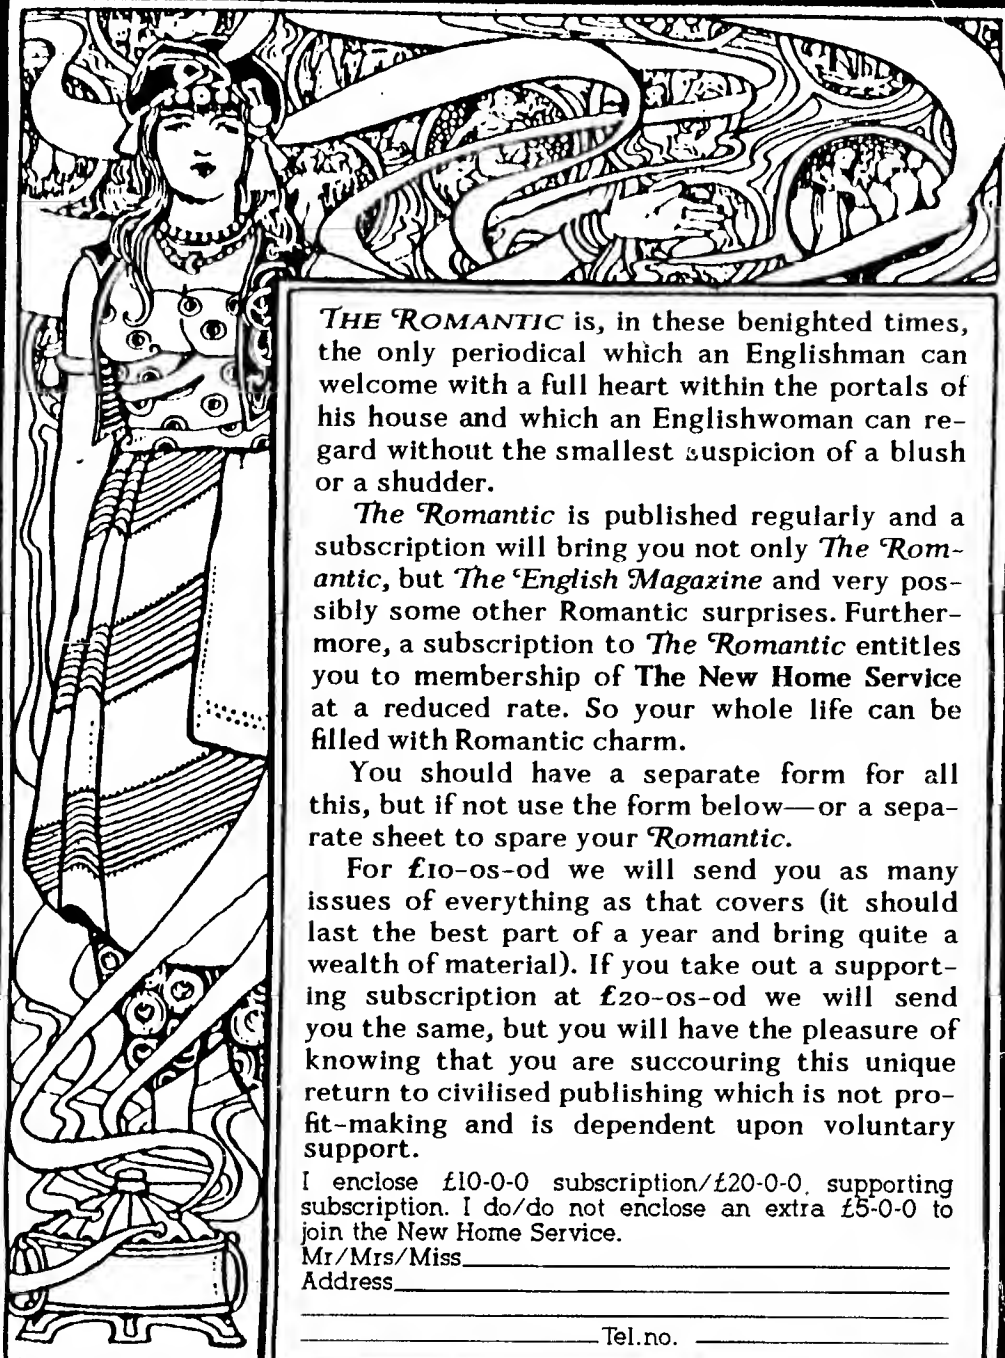 THE ROMANTIC is, in these benighted times,
the only periodical which an Englishman can
welcome with a full heart within the portals of
his house and which an Englishwoman can re-
gard without the smallest suspicion of a blush
or a shudder.
The Romantic is published regularly and a
subscription will bring you not only The Rom-
antic, but The English Magazine and very pos-
sibly some other Romantic surprises. Further-
more, a subscription to The Romantic entitles
you to membership of The New Home Service
at a reduced rate. So your whole life can be
filled with Romantic charm.
You should have a separate form for all
this, but if not use the form below—or a sepa-
rate sheet to spare your Romantic.
For £10-os-od we will send you as many
issues of everything as that covers (it should
last the best part of a year and bring quite a
wealth of material). If you take out a support-
ing subscription at £20-os-od we will send
you the same, but you will have the pleasure of
knowing that you are succouring this unique
return to civilised publishing which is not pro-
fit-making and is dependent upon voluntary
support.
I enclose £10-0-0 subscription/£20-0-0, supporting
subscription. I do/do not enclose an extra £5-0-0 to
join the New Home Service.
Mr/Mrs/Miss
Address
Tel.no.